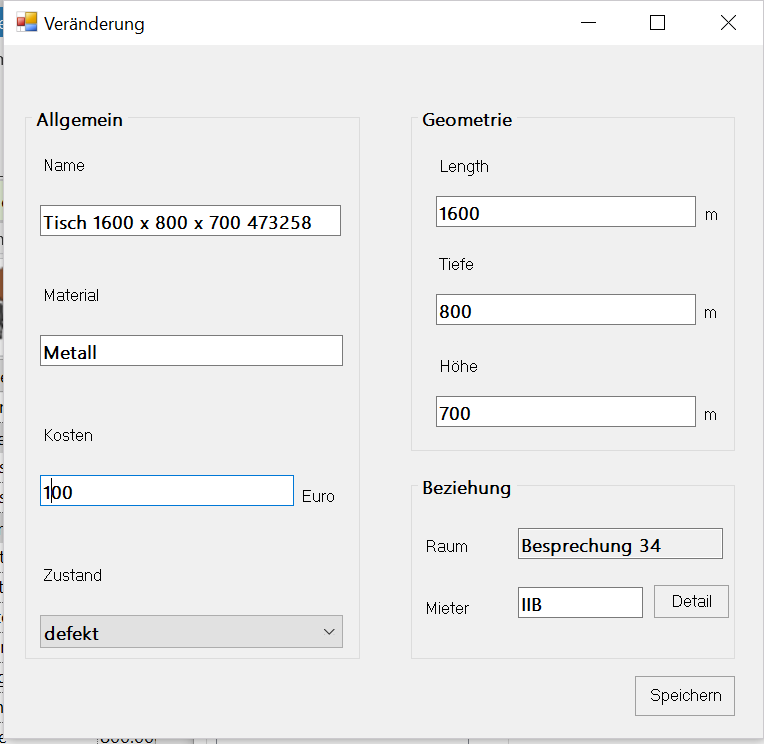 Veränderung
Allgemein
Name
Tisch 1600 x 800 x 700 473258
Material
Metall
Kosten
100 Euro
Zustand
defekt
Geometrie
Length
1600 m
Tiefe
800 m
Höhe
700 m
Beziehung
Raum Besprechung 34
Mieter IIB Detail
Speichern